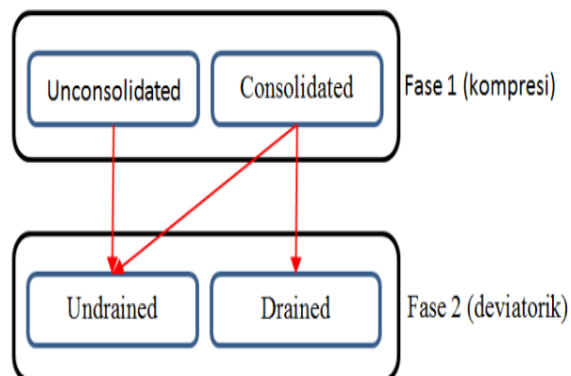 Unconsolidated
Consolidated
Fase 1 (kompresi)
Undrained
Drained
Fase 2 (deviatorik)